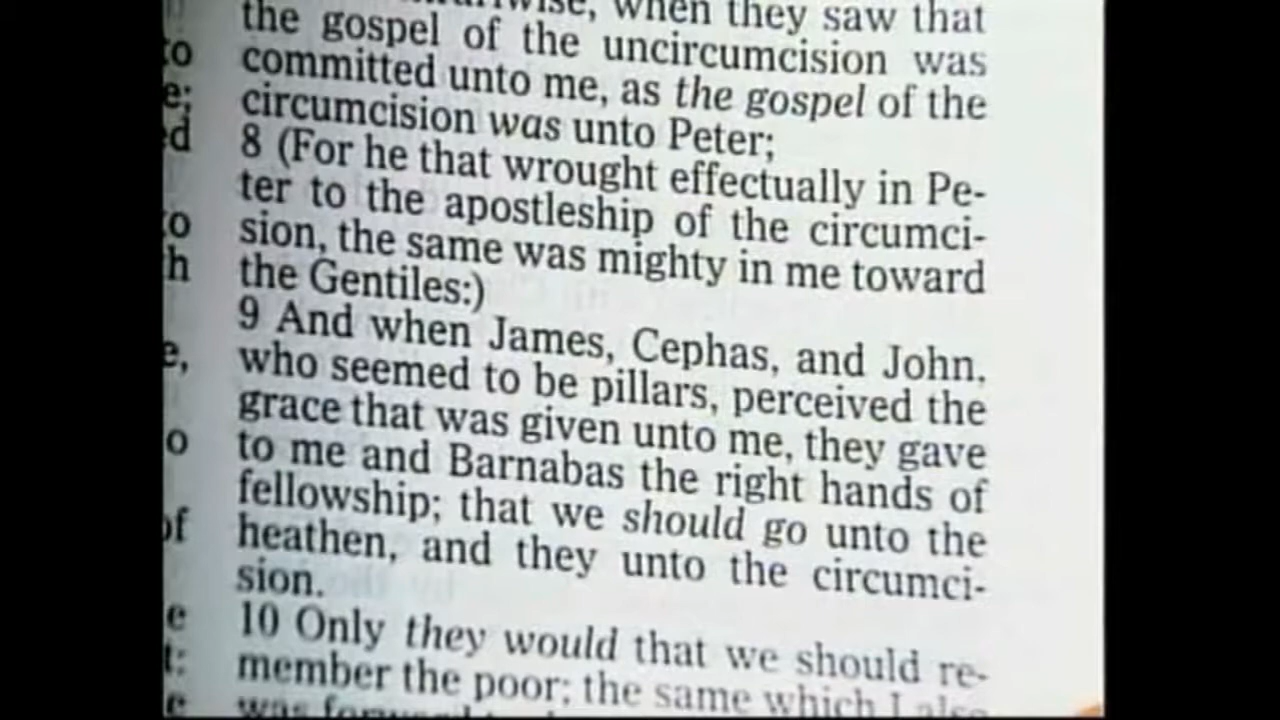 when they saw that
the gospel of the uncircumcision was
committed unto me, as the gospel of the
circumcision was unto Peter;
8 (For he that wrought effectually in Pe-
ter to the apostleship of the circumci-
sion, the same was mighty in me toward
the Gentiles:)
9 And when James, Cephas, and John,
who seemed to be pillars, perceived the
grace that was given unto me, they gave
to me and Barnabas the right hands of
fellowship; that we should go unto the
heathen, and they unto the circumci-
sion.
10 Only they would that we should re-
member the poor; the same which I also